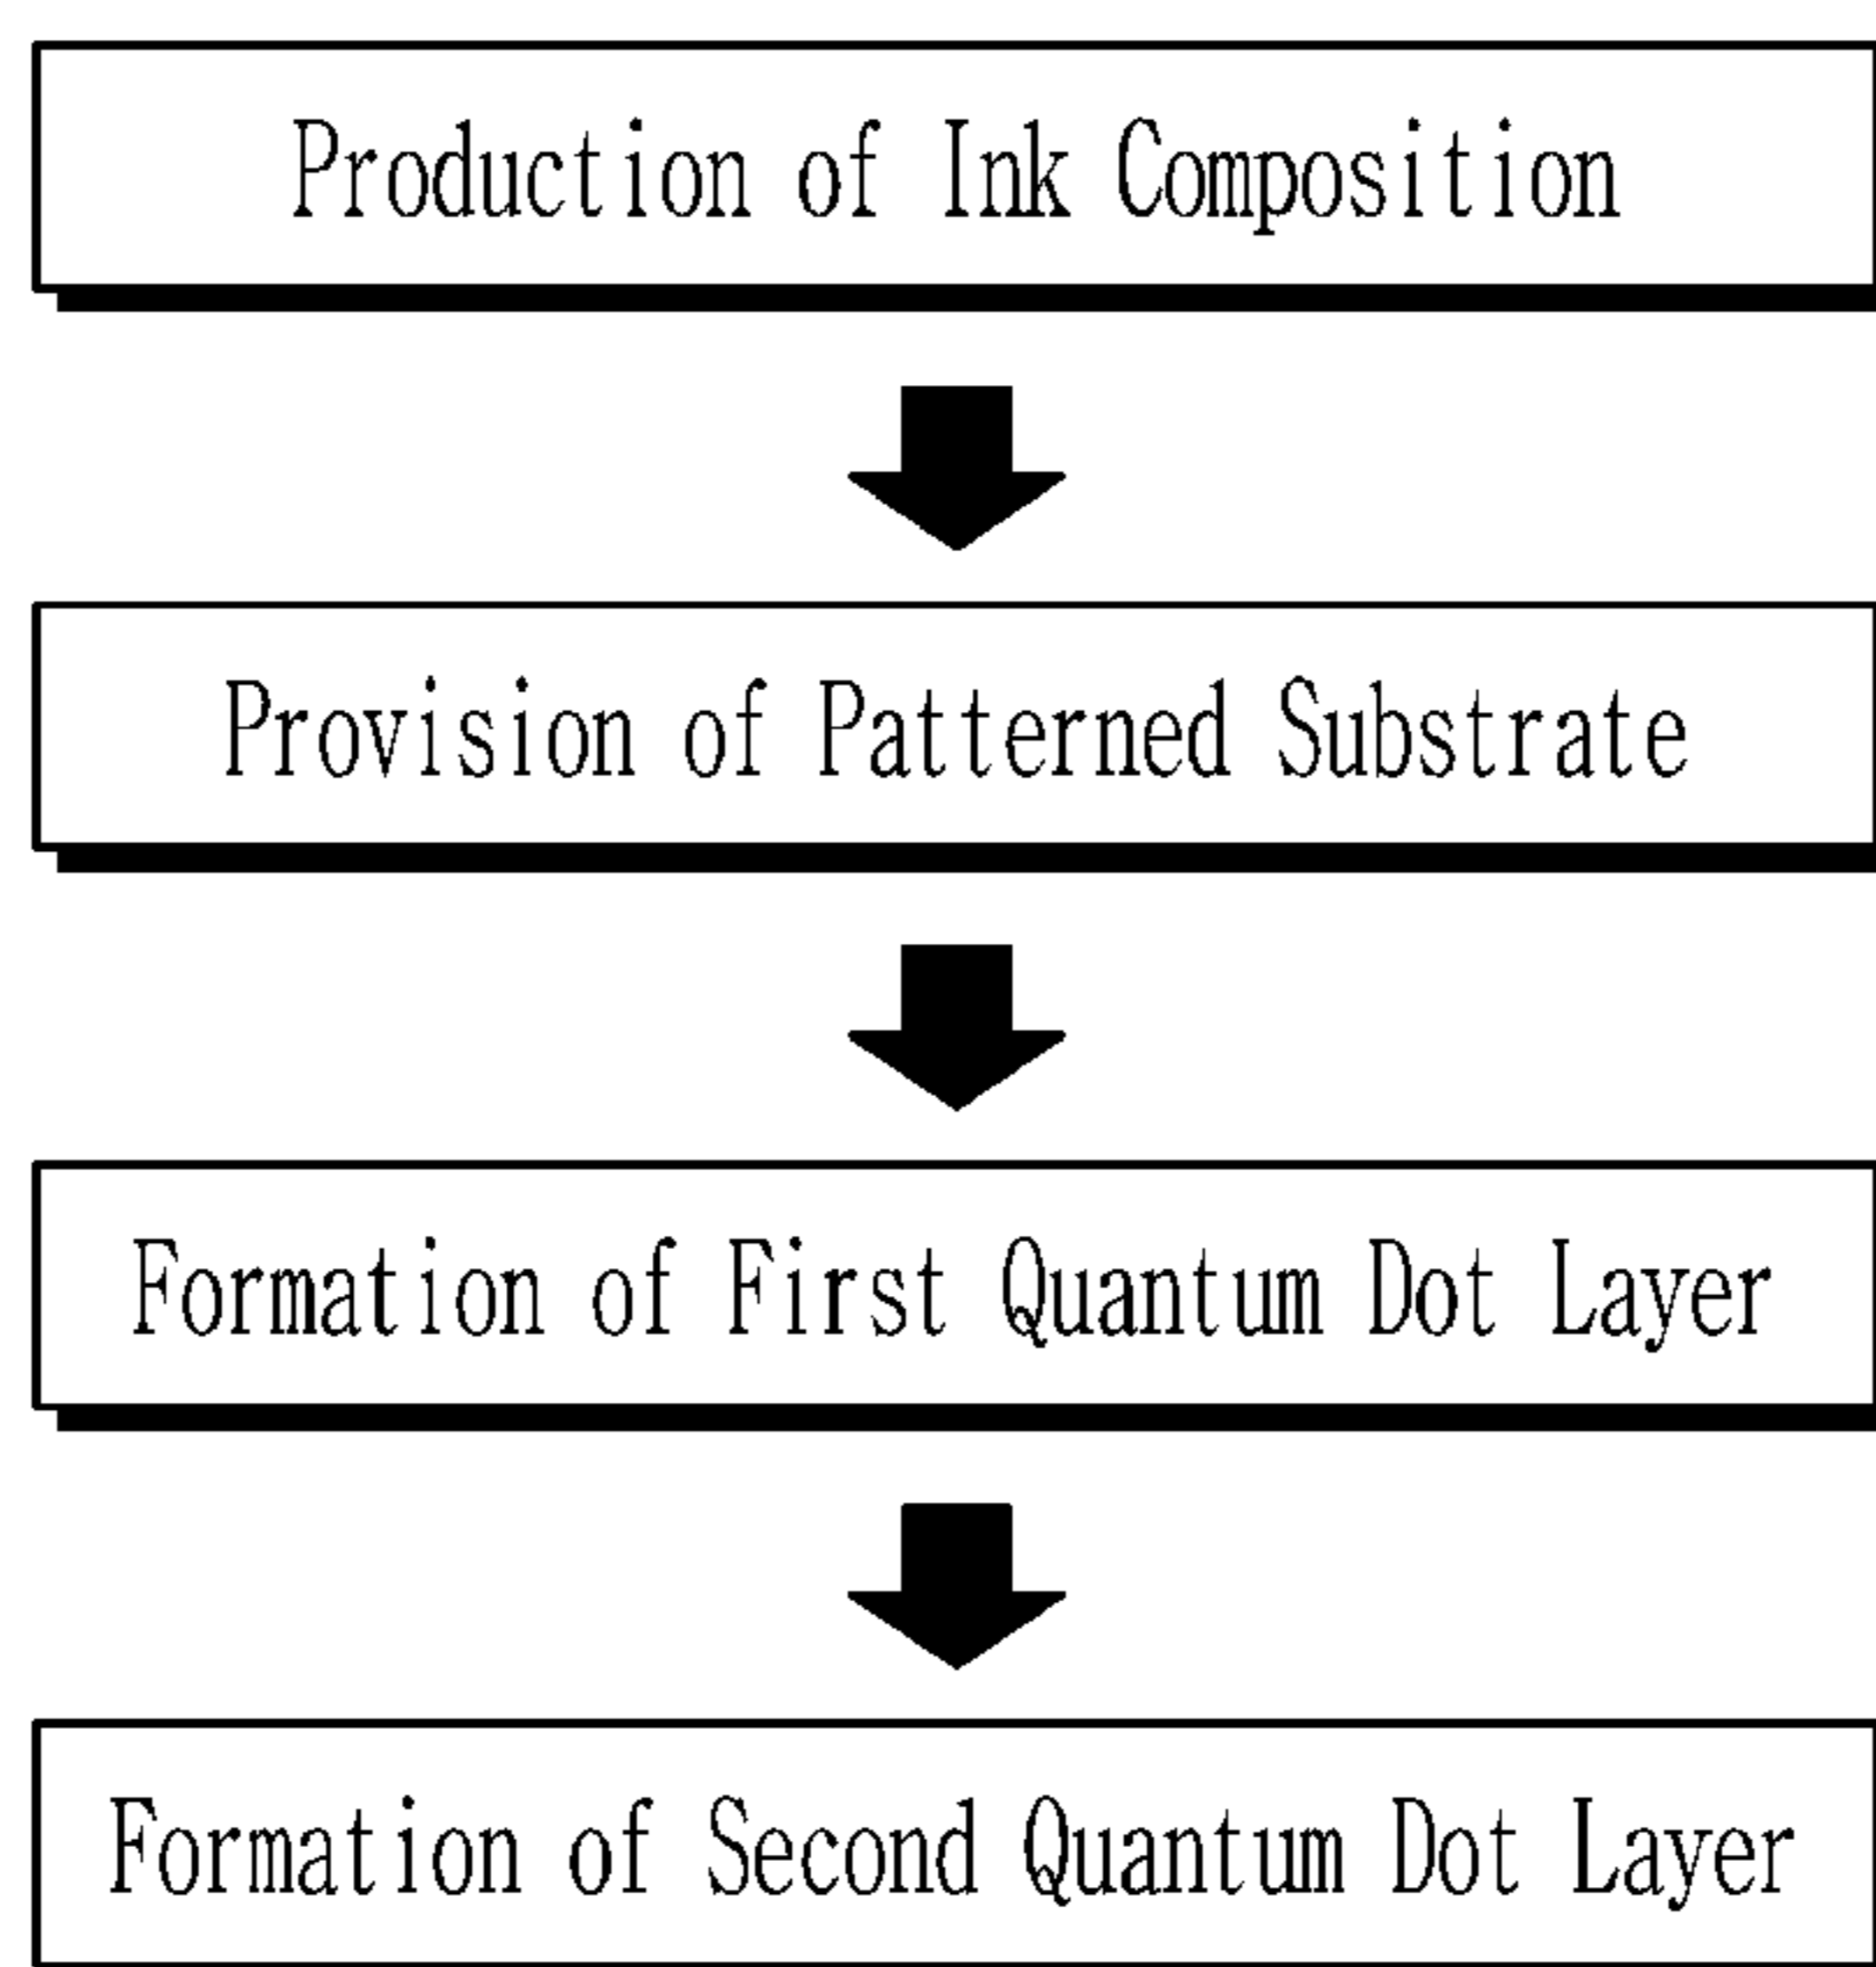 Production of Ink Composition
Provision of Patterned Substrate
Formation of First Quantum Dot Layer
Formation of Second Quantum Dot Layer